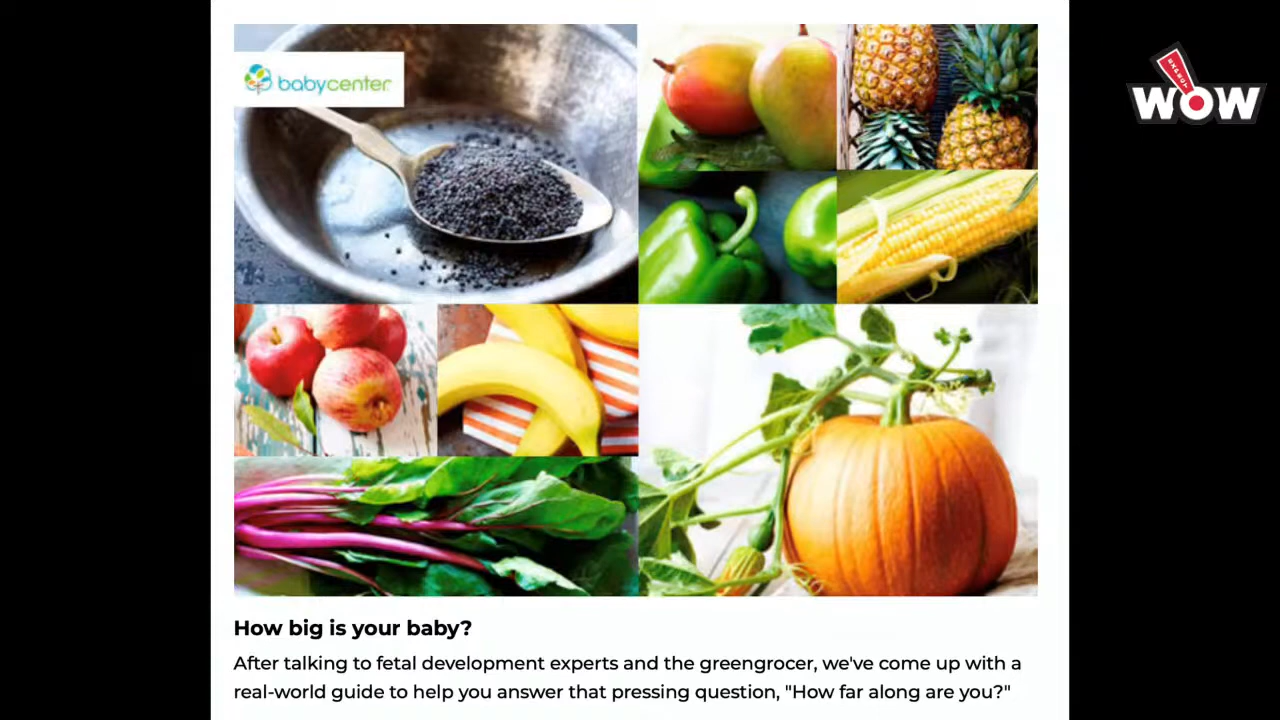 babycenter
WOW
How big is your baby?
After talking to fetal development experts and the greengrocer, we've come up with a
real-world guide to help you answer that pressing question, "How far along are you?"